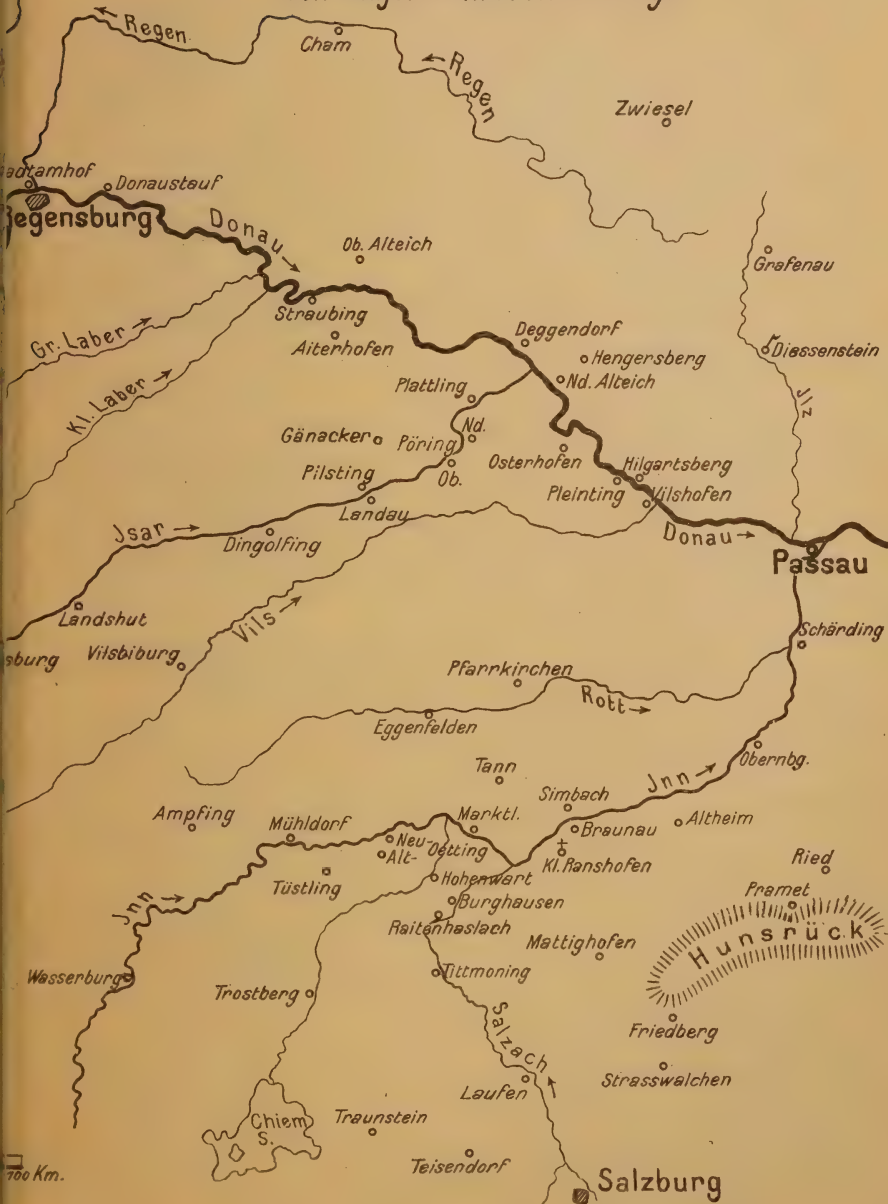 Regen
Cham
Regen
Zwiesel
Donaustauf
Regensburg
Donau
Ob. Alteich
Grafenau
Straubing
Gr. Laber
Aiterhofen
Deggendorf
Hengersberg
Diessenstein
Nd. Alteich
Plattling
Kl. Laber
Jlz
Gänacker
Pöring
Nd.
Ob.
Osterhofen
Hilgartsberg
Pilsting
Pleinting
Vilshofen
Landau
Jsar
Dingolfing
Donau
Passau
Landshut
Vils
Schärding
sburg
Vilsbiburg
Pfarrkirchen
Rott
Eggenfelden
Obernbg.
Tann
Jnn
Simbach
Ampfing
Mühldorf
Marktl.
Braunau
Altheim
Neu-
Alt-
Oetting
Kl. Ranshofen
Ried
Tüstling
Hohenwart
Pramet
Jnn
Burghausen
Raitenhaslach
Hunsrück
Mattighofen
Wasserburg
Tittmoning
Trostberg
Salzach
Friedberg
Strasswalchen
Laufen
Chiem
S.
Traunstein
Teisendorf
100 Km.
Salzburg